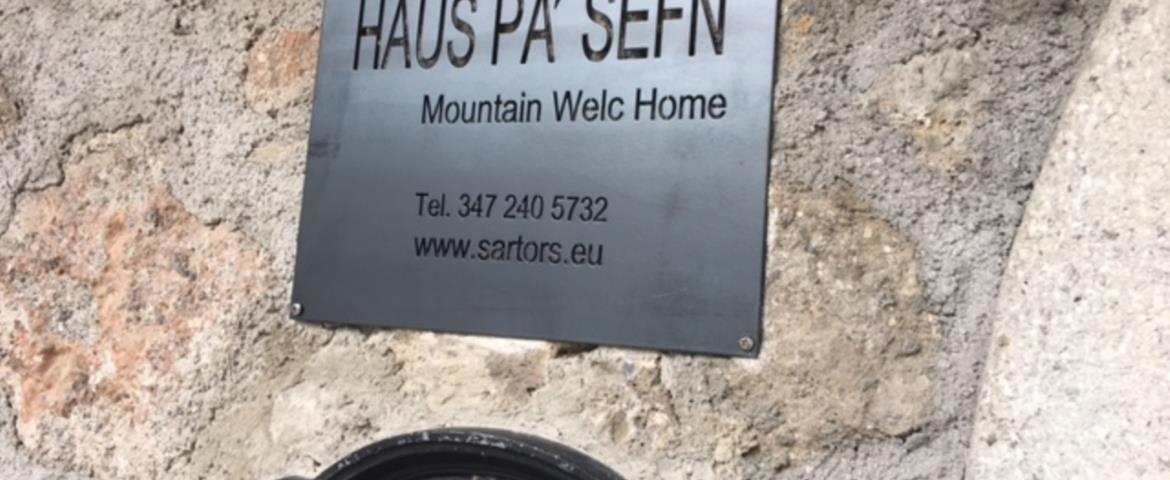 HAUS PA' SEFN
Mountain Welc Home
Tel. 347 240 5732
www.sartors.eu